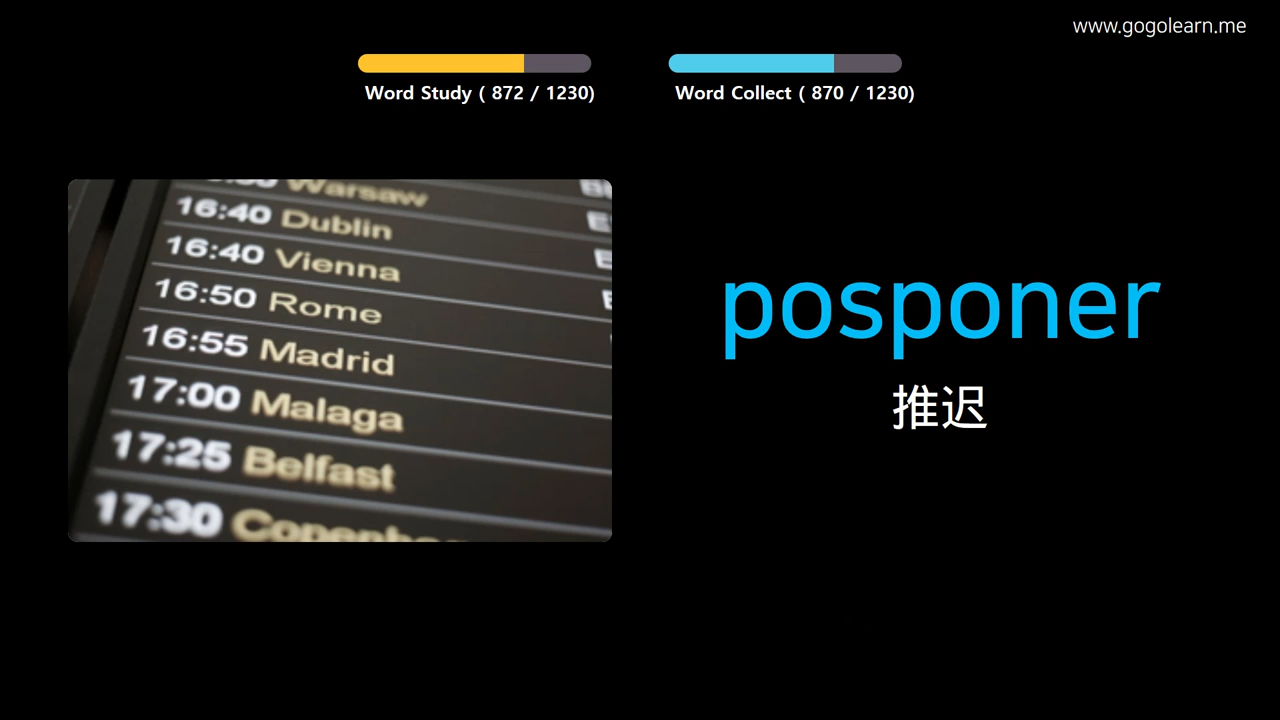 www.gogolearn.me
Word Study ( 872 / 1230)
Word Collect ( 870 / 1230)
Warsaw
16:40 Dublin
16:40 Vienna
16:50 Rome
16:55 Madrid
17:00 Malaga
17:25 Belfast
17:30
posponer
推迟